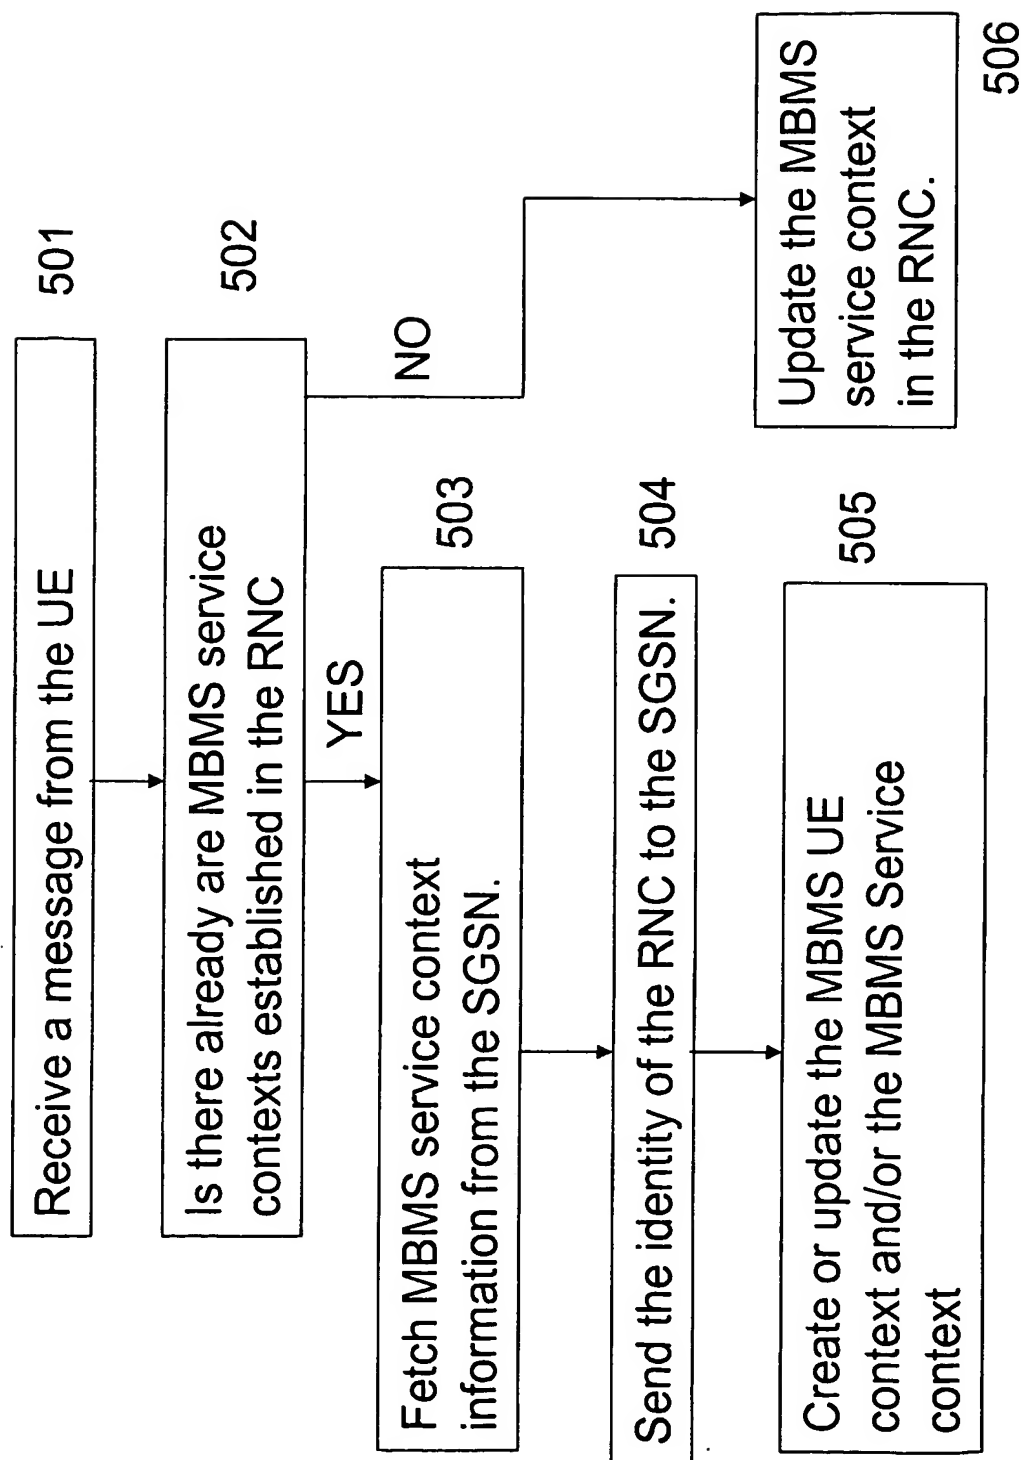 Receive a message from the UE
501
Is there already are MBMS service
contexts established in the RNC
502
YES
NO
Fetch MBMS service context
information from the SGSN.
503
Send the identity of the RNC to the SGSN.
504
Create or update the MBMS UE
context and/or the MBMS Service
context
505
Update the MBMS
service context
in the RNC.
506